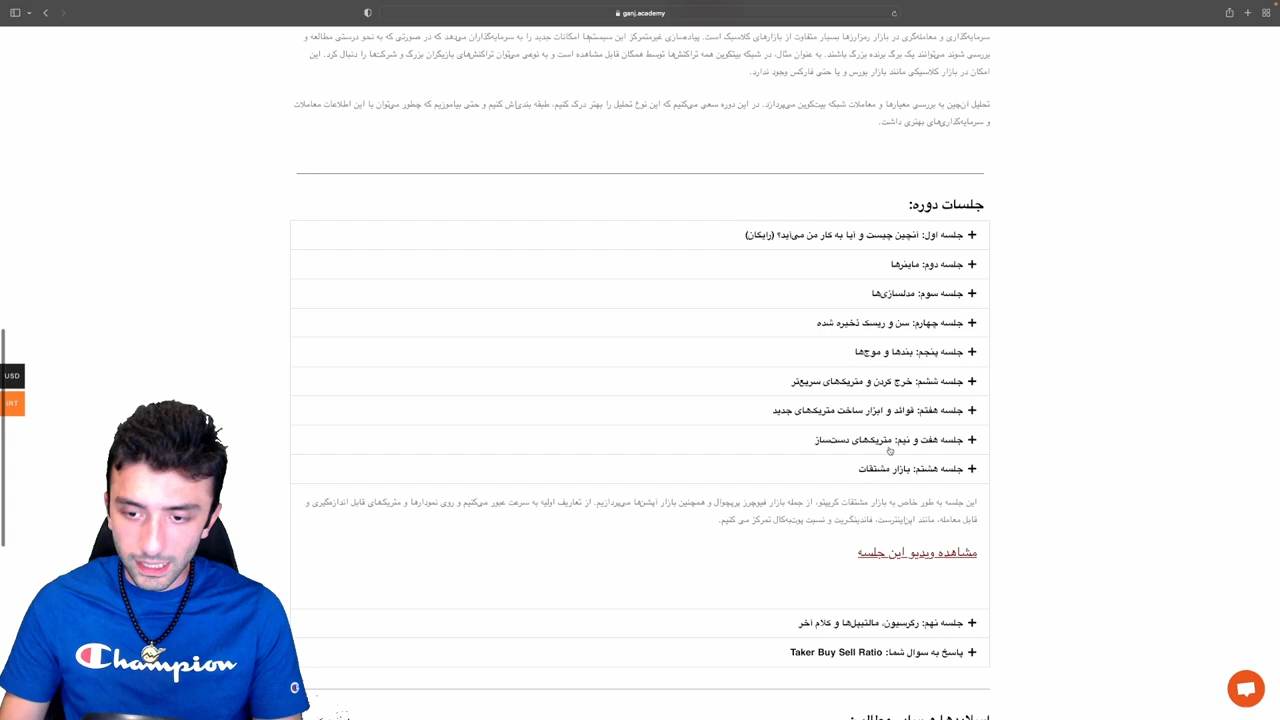 ganj.academy
سرمایه‌گذاری و معامله‌گری در بازار رمزارزها بسیار متفاوت از بازارهای کلاسیک است. پیاده‌سازی غیرمتمرکز این سیستم‌ها امکانات جدید را به سرمایه‌گذاران می‌دهد که در صورتی که به نحو درستی مطالعه و
بررسی شوند می‌توانند یک برگ برنده بزرگ باشند. به عنوان مثال، در شبکه بیتکوین همه تراکنش‌ها توسط همگان قابل مشاهده است و به نوعی می‌توان تراکنش‌های بازیگران بزرگ و شرکت‌ها را دنبال کرد. این
امکان در بازار کلاسیکی مانند بازار بورس و یا حتی فارکس وجود ندارد.
تحلیل آن‌چین به بررسی معیارها و معاملات شبکه بیت‌کوین می‌پردازد. در این دوره سعی می‌کنیم که این نوع تحلیل را بهتر درک کنیم، طبقه بندی‌اش کنیم و حتی بیاموزیم که چطور می‌توان با این اطلاعات معاملات
و سرمایه‌گذاری‌های بهتری داشت.
جلسات دوره:
جلسه اول: آنچین چیست و آیا به کار من می‌آید؟ (رایگان)
جلسه دوم: ماینرها
جلسه سوم: مدلسازی‌ها
جلسه چهارم: سن و ریسک ذخیره شده
جلسه پنجم: بندها و موج‌ها
جلسه ششم: خرج کردن و متریک‌های سریع‌تر
جلسه هفتم: فوائد و ابزار ساخت متریک‌های جدید
جلسه هفت و نیم: متریک‌های دست‌ساز
جلسه هشتم: بازار مشتقات
این جلسه به طور خاص به بازار مشتقات کریپتو، از جمله بازار فیوچرز پرپچوال و همچنین بازار آپشن‌ها می‌پردازیم. از تعاریف اولیه به سرعت عبور می‌کنیم و روی نمودارها و متریک‌های قابل اندازه‌گیری و
قابل معامله، مانند اپن‌اینترست، فاندینگ‌ریت و نسبت پوت‌به‌کال تمرکز می کنیم.
مشاهده ویدیو این جلسه
جلسه نهم: رگرسیون، مالتیپل‌ها و کلام آخر
پاسخ به سوال شما: Taker Buy Sell Ratio
USD
IRT
Champion